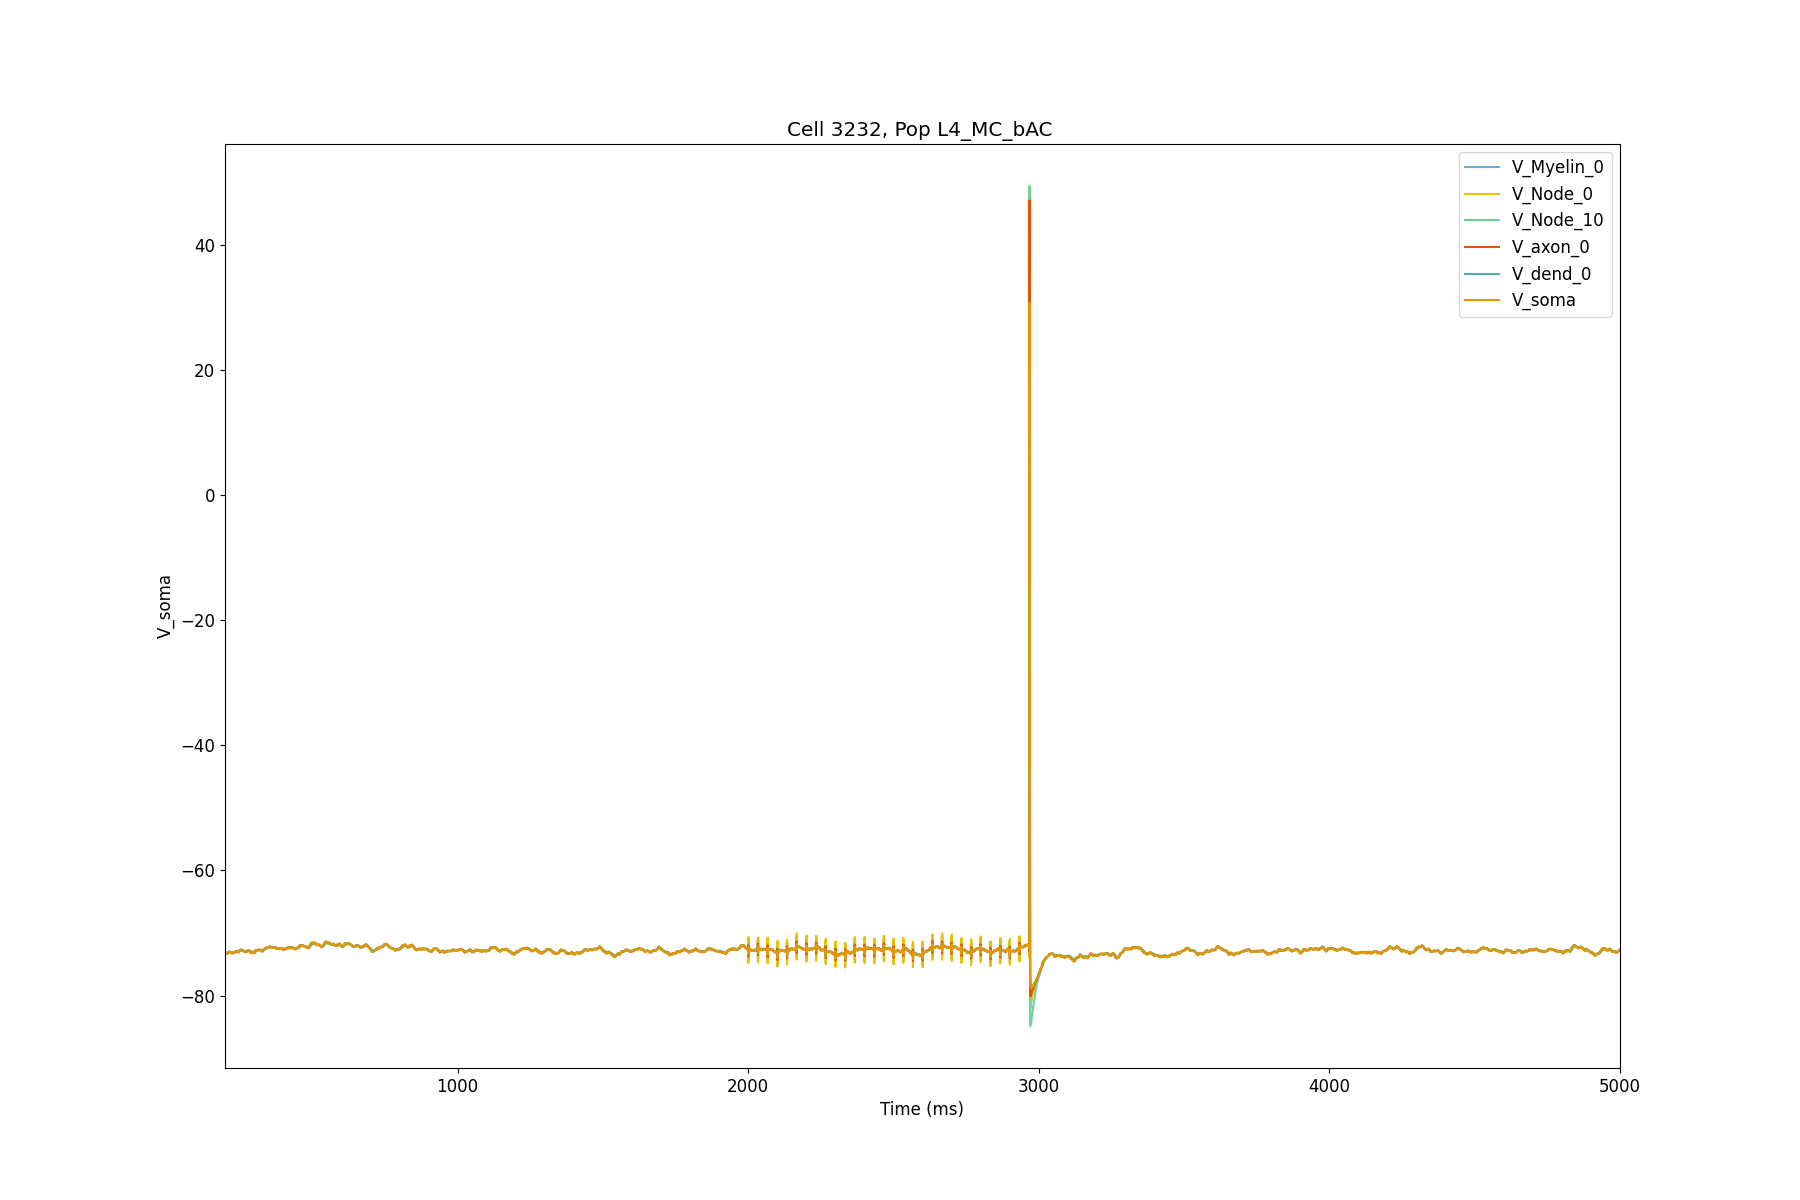 Cell 3232, Pop L4_MC_bAC
V_Myelin_0
V_Node_0
V_Node_10
V_axon_0
V_dend_0
V_soma
40
20
0
−20
−40
−60
−80
V_soma
1000 2000 3000 4000 5000
Time (ms)